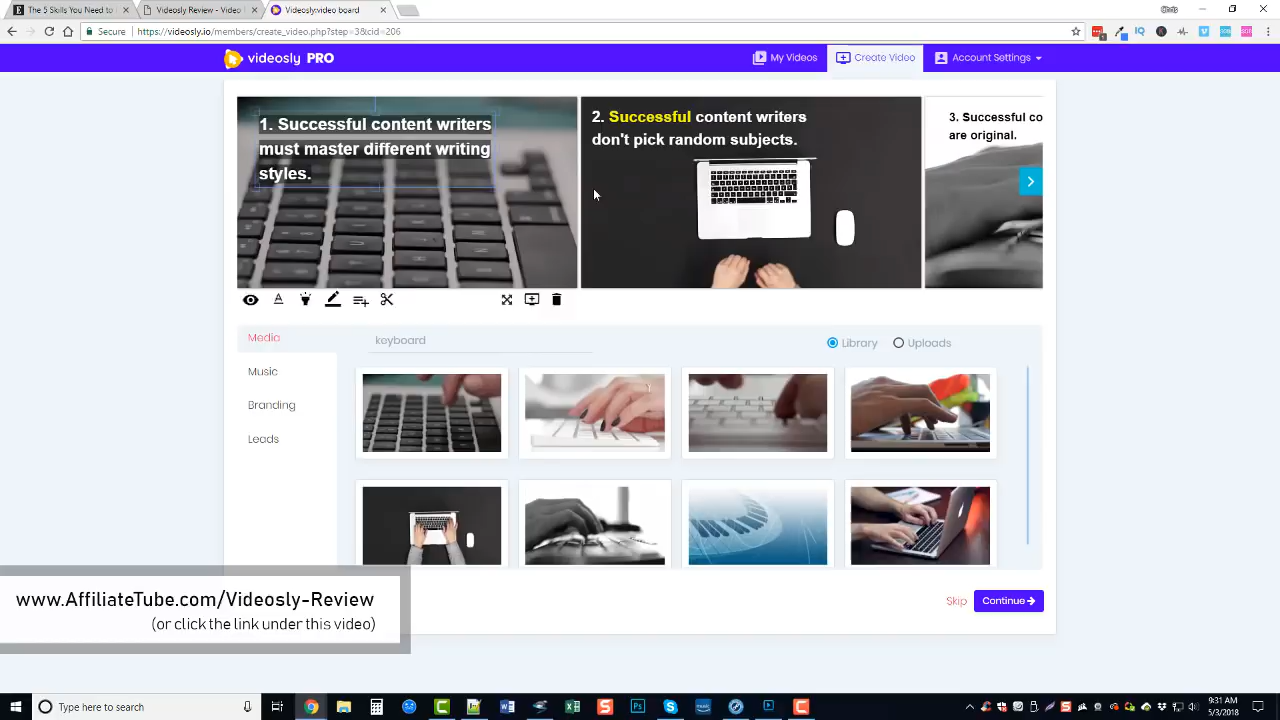 The 5 Skills You Need to
Videosly Review - Video
Videosly:video board
Chris
Secure
https://videosly.io/members/create_video.php?step=3&cid=206
videosly PRO
My Videos
Create Video
Account Settings
1. Successful content writers
must master different writing
styles.
2. Successful content writers
don't pick random subjects.
3. Successful co
are original.
Media
keyboard
Library
Uploads
Music
Branding
Leads
Skip
Continue
www.AffiliateTube.com/Videosly-Review
(or click the link under this video)
Type here to search
9:31 AM
5/3/2018